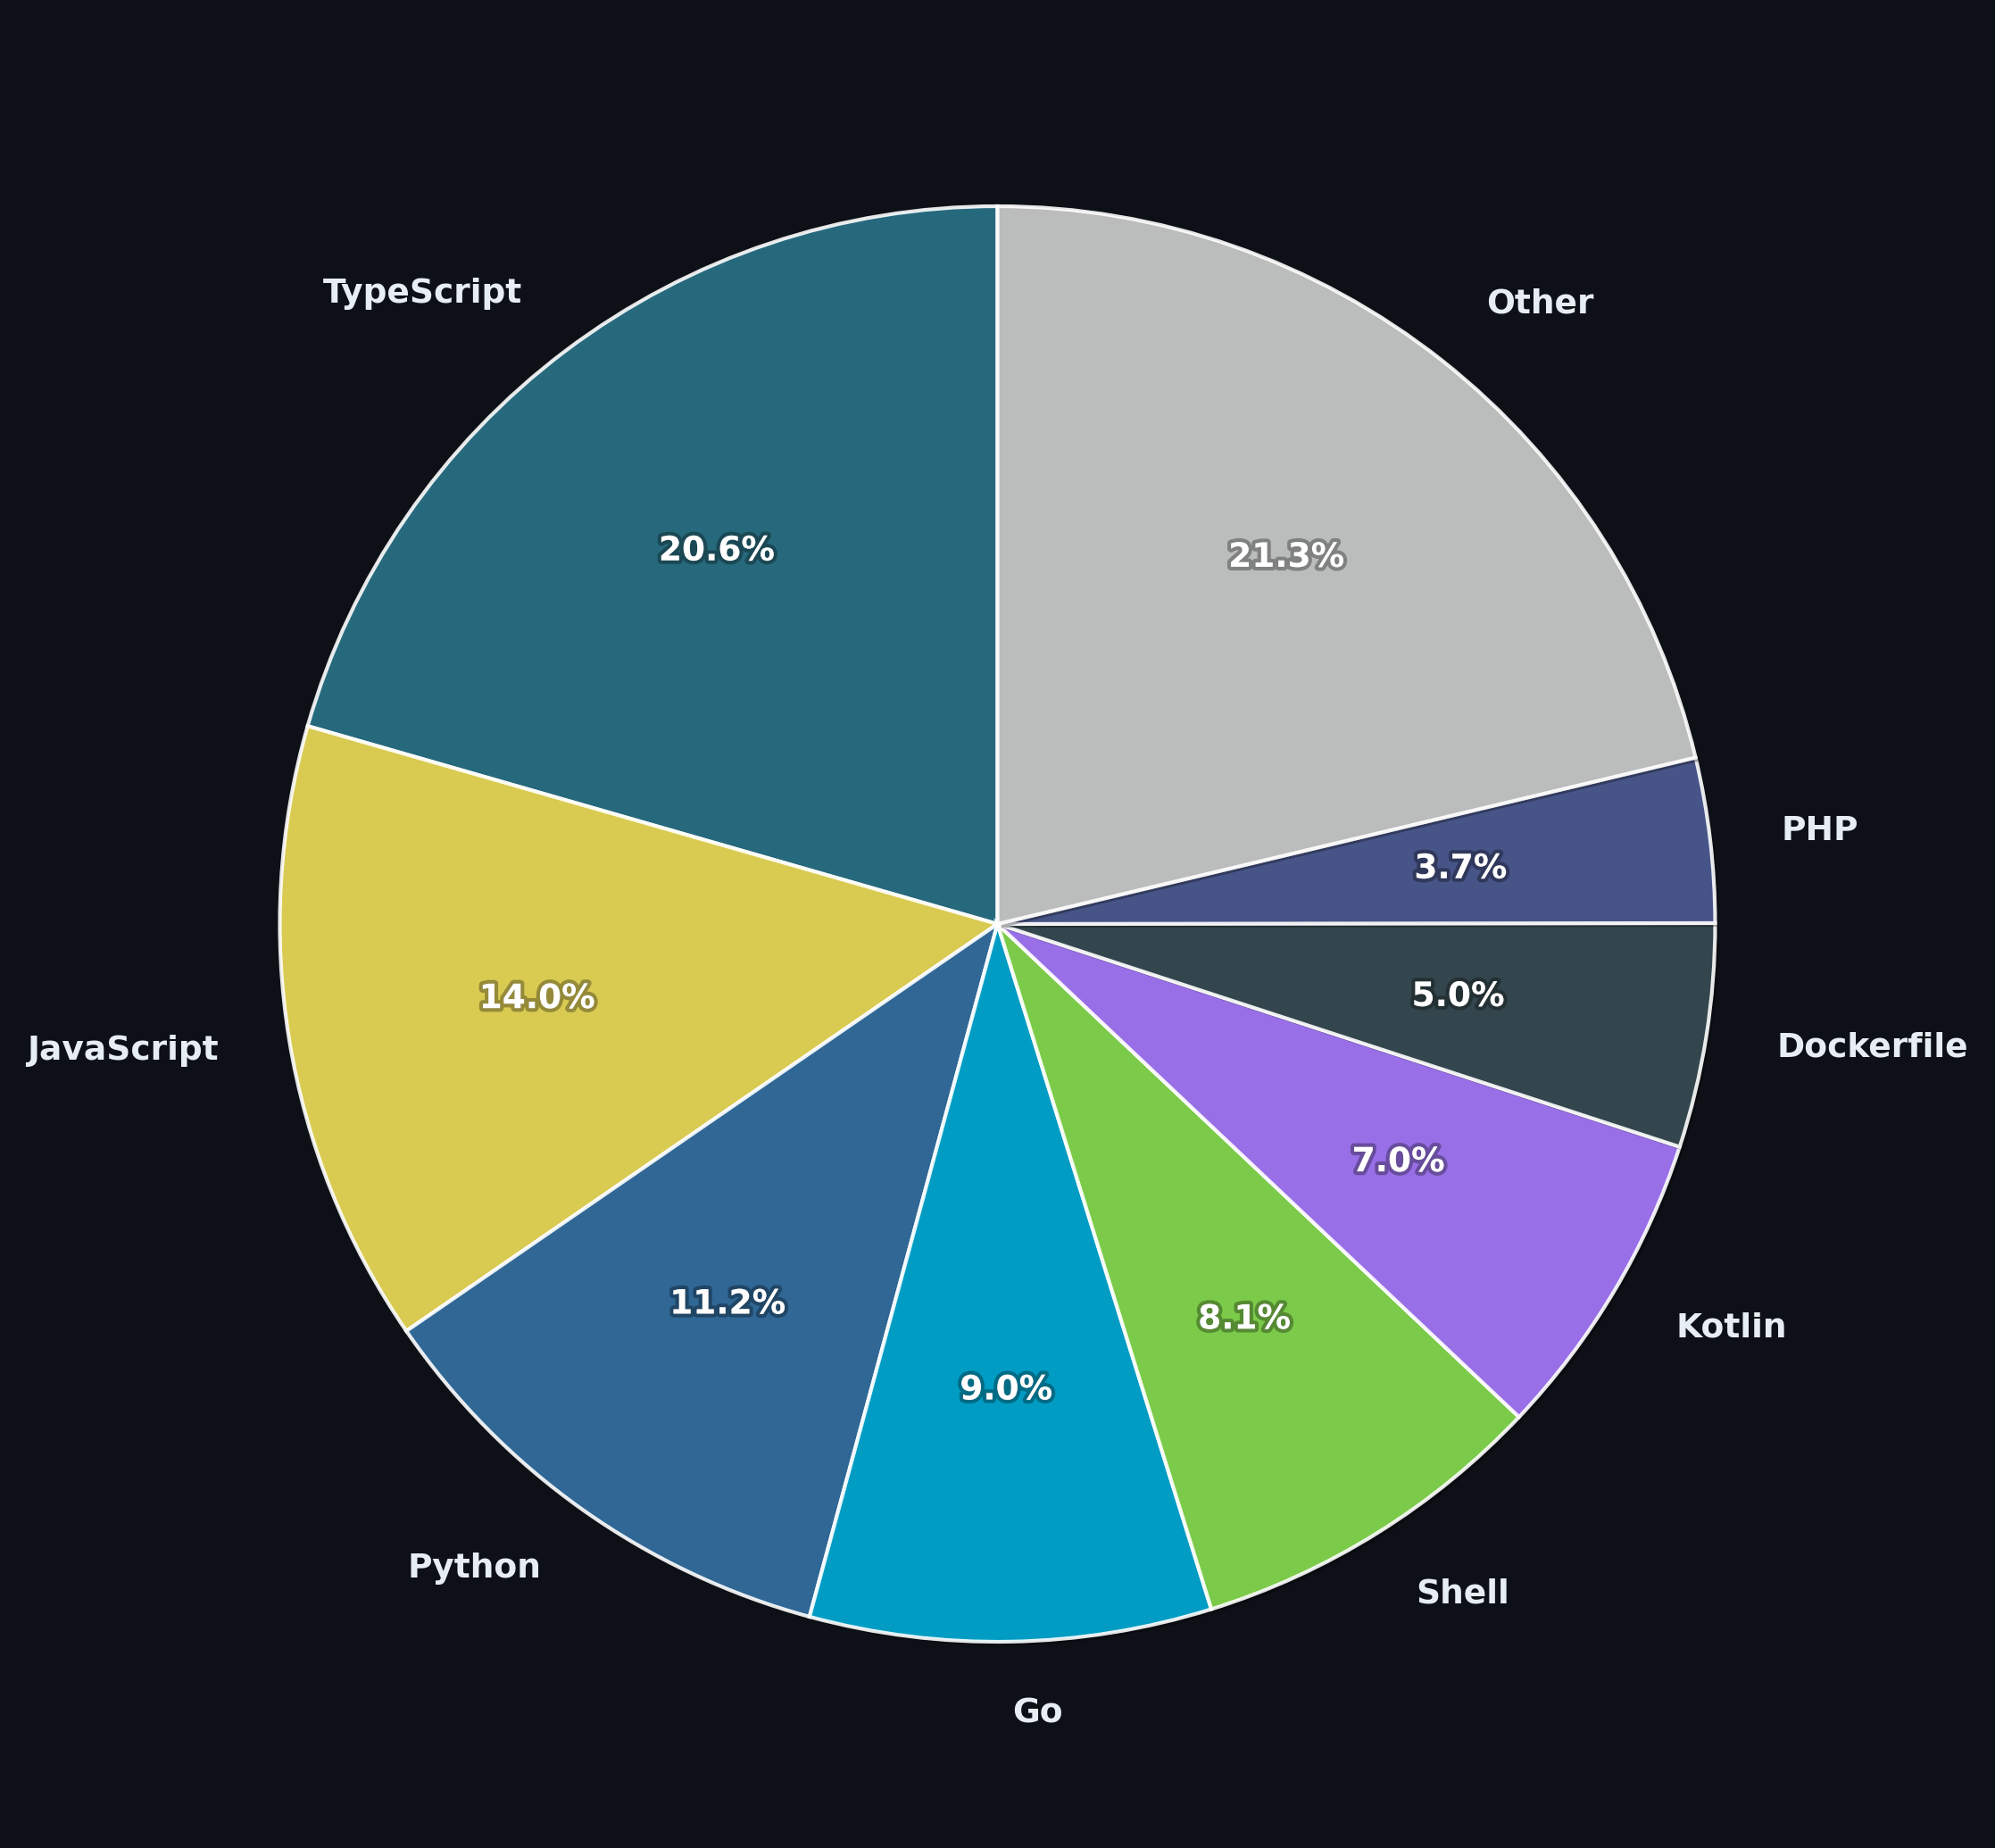 TypeScript
Other
20.6%
21.3%
PHP
3.7%
14.0%
5.0%
JavaScript
Dockerfile
7.0%
11.2%
8.1%
Kotlin
9.0%
Python
Shell
Go